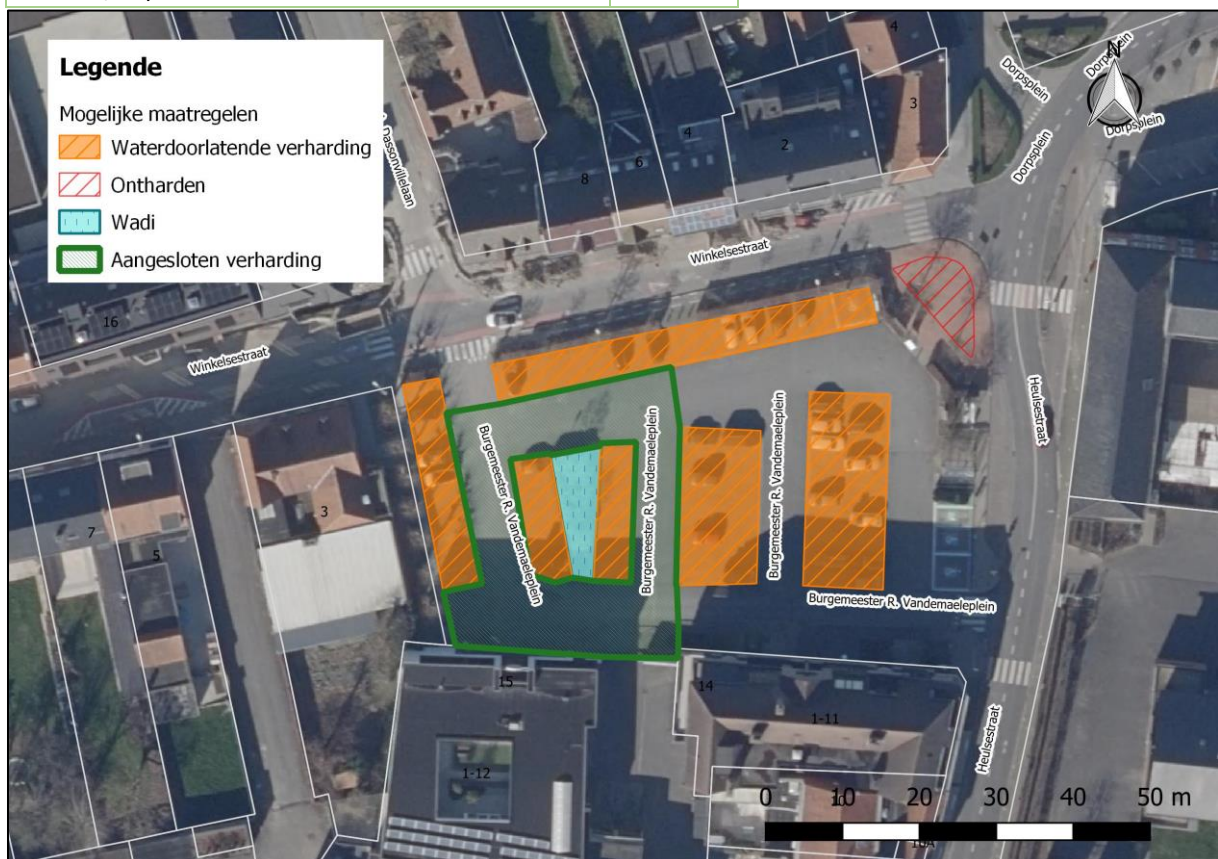 Legende
Mogelijke maatregelen
Waterdoorlatende verharding
Ontharden
Wadi
Aangesloten verharding
N
Dorpsplein
Dorpsplein
Dorpsplein
Dorpsplein
Dassonvillelaan
4
3
2
4
6
8
16
Winkelsestraat
Winkelsestraat
Heulsestraat
Burgemeester R. Vandemaeleplein
Burgemeester R. Vandemaeleplein
Burgemeester R. Vandemaeleplein
Burgemeester R. Vandemaeleplein
7
5
3
15
14
1-11
1-12
Heulsestraat
0 10 20 30 40 50 m